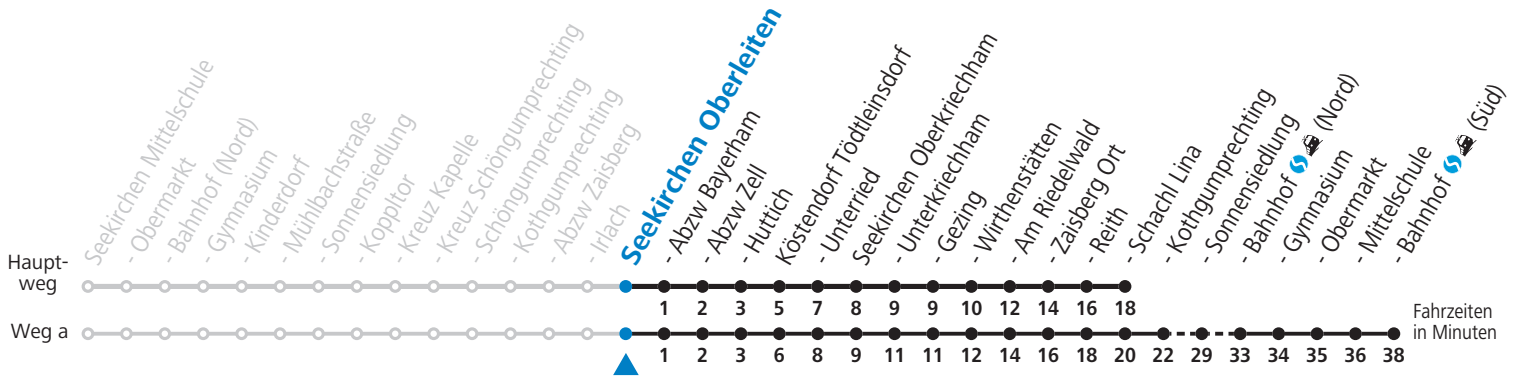 Seekirchen Mittelschule
- Obermarkt
- Bahnhof (Nord)
- Gymnasium
- Kinderdorf
- Mühlbachstraße
- Sonnensiedlung
- Koppltor
- Kreuz Kapelle
- Kreuz Schöngumprechting
- Schöngumprechting
- Kothgumprechting
- Abzw Zaisberg
- Irlach
Seekirchen Oberleiten
- Abzw Bayerham
- Abzw Zell
- Huttich
Köstendorf Tödtleinsdorf
- Unterried
Seekirchen Oberkriechham
- Unterkriechham
- Gezing
- Wirthenstätten
- Am Riedelwald
- Zaisberg Ort
- Reith
- Schachl Lina
- Kothgumprechting
- Sonnensiedlung
- Bahnhof (Nord)
- Gymnasium
- Obermarkt
- Mittelschule
- Bahnhof (Süd)
Haupt-
weg
1 2 3 5 7 8 9 9 10 12 14 16 18
Weg a
1 2 3 6 8 9 11 11 12 14 16 18 20 22 29 33 34 35 36 38
Fahrzeiten
in Minuten